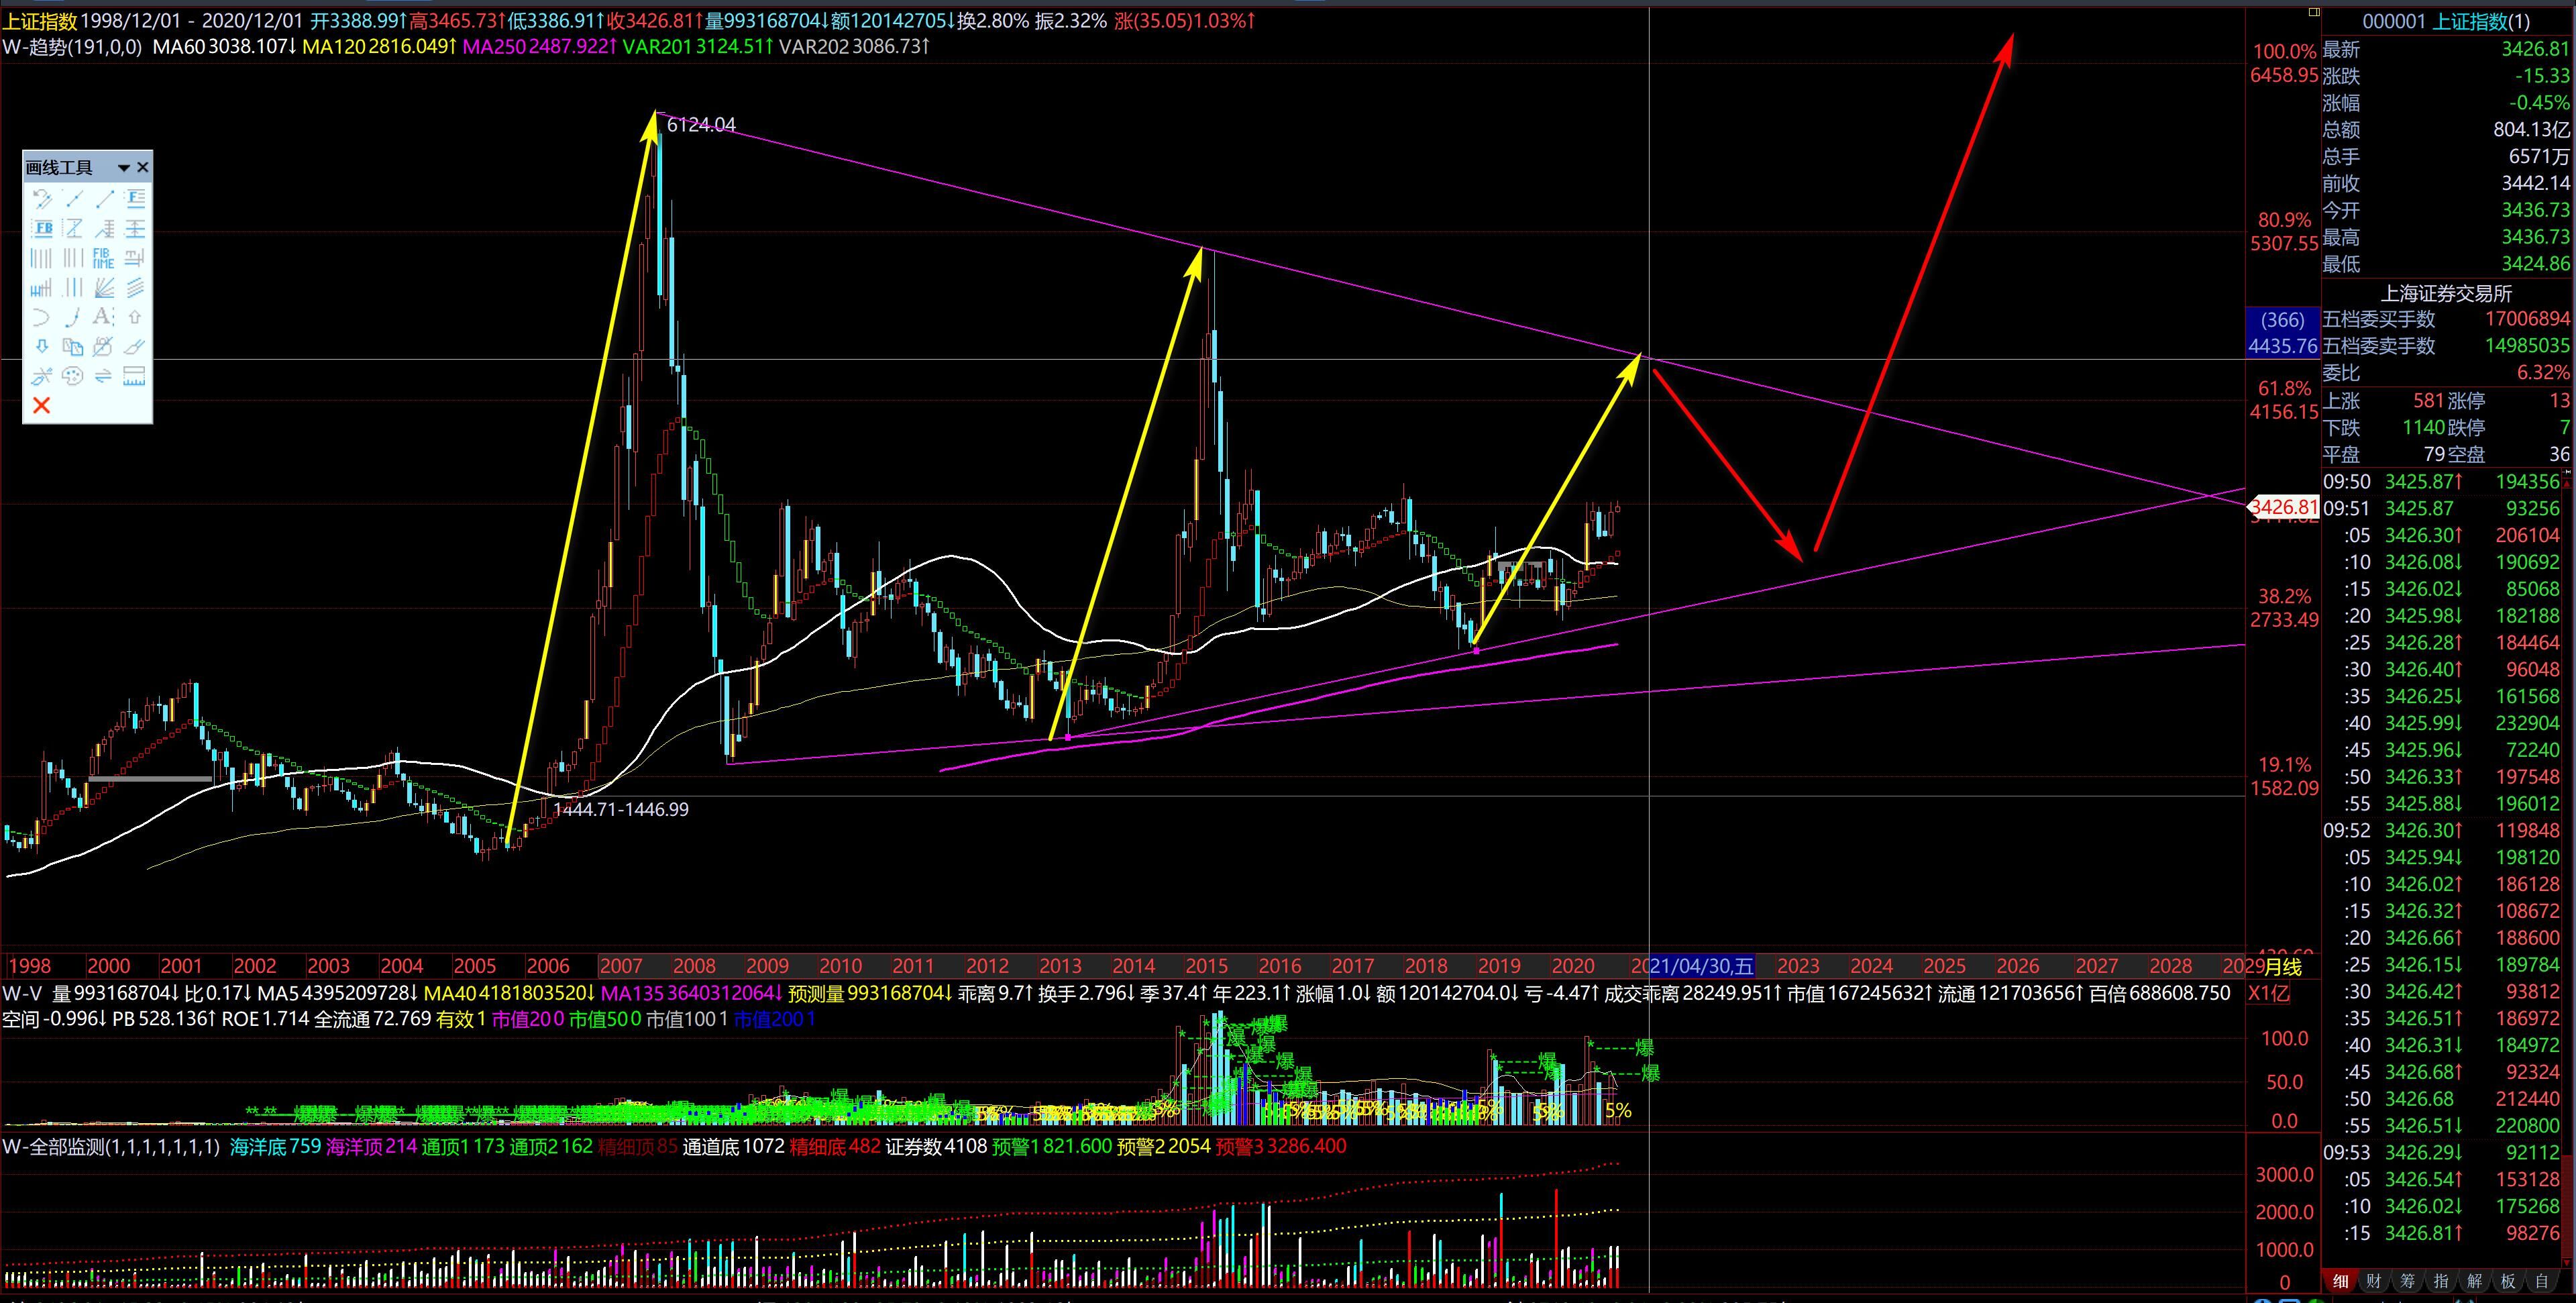 上证指数 1998/12/01 - 2020/12/01 开3388.99↑高3465.73↑低3386.91↑收3426.81↑量993168704↓额120142705↓换2.80% 振2.32% 涨(35.05)1.03%↑
W-趋势(191,0,0) MA60 3038.107↓ MA120 2816.049↑ MA250 2487.922↑ VAR201 3124.51↑ VAR202 3086.73↑
画线工具
6124.04
1444.71-1446.99
100.0%
6458.95
80.9%
5307.55
(366)
4435.76
61.8%
4156.15
3426.81
38.2%
2733.49
19.1%
1582.09
1998 2000 2001 2002 2003 2004 2005 2006 2007 2008 2009 2010 2011 2012 2013 2014 2015 2016 2017 2018 2019 2020 21/04/30,五 2023 2024 2025 2026 2027 2028 2029 月线
W-V 量993168704↓ 比0.17↓ MA5 4395209728↓ MA40 4181803520↓ MA135 3640312064↓ 预测量993168704↓ 乖离9.7↑ 换手2.796↓ 季37.4↑ 年223.1↑ 涨幅1.0↓ 额120142704.0↓ 亏-4.47↑ 成交乖离28249.951↑ 市值167245632↑ 流通121703656↑ 百倍688608.750
X1亿
空间-0.996↓ PB528.136↑ ROE1.714 全流通72.769 有效1 市值20 0 市值50 0 市值100 1 市值200 1
100.0
50.0
0.0
5%
W-全部监测(1,1,1,1,1,1,1) 海洋底759 海洋顶214 通顶1 173 通顶2 162 精细顶85 通道底1072 精细底482 证券数4108 预警1 821.600 预警2 2054 预警3 3286.400
3000.0
2000.0
1000.0
0
000001 上证指数(1)
最新 3426.81
涨跌 -15.33
涨幅 -0.45%
总额 804.13亿
总手 6571万
前收 3442.14
今开 3436.73
最高 3436.73
最低 3424.86
上海证券交易所
五档委买手数 17006894
五档委卖手数 14985035
委比 6.32%
上涨 581 涨停 13
下跌 1140 跌停 7
平盘 79 空盘 36
09:50 3425.87↑ 194356
09:51 3425.87 93256
:05 3426.30↑ 206104
:10 3426.08↓ 190692
:15 3426.02↓ 85068
:20 3425.98↓ 182188
:25 3426.28↑ 184464
:30 3426.40↑ 96048
:35 3426.25↓ 161568
:40 3425.99↓ 232904
:45 3425.96↓ 72240
:50 3426.33↑ 197548
:55 3425.88↓ 196012
09:52 3426.30↑ 119848
:05 3425.94↓ 198120
:10 3426.02↑ 186128
:15 3426.32↑ 108672
:20 3426.66↑ 188600
:25 3426.15↓ 189784
:30 3426.42↑ 93812
:35 3426.51↑ 186972
:40 3426.31↓ 184972
:45 3426.68↑ 92324
:50 3426.68 212440
:55 3426.51↓ 220800
09:53 3426.29↓ 92112
:05 3426.54↑ 153128
:10 3426.02↓ 175268
:15 3426.81↑ 98276
细 财 筹 指 解 板 自